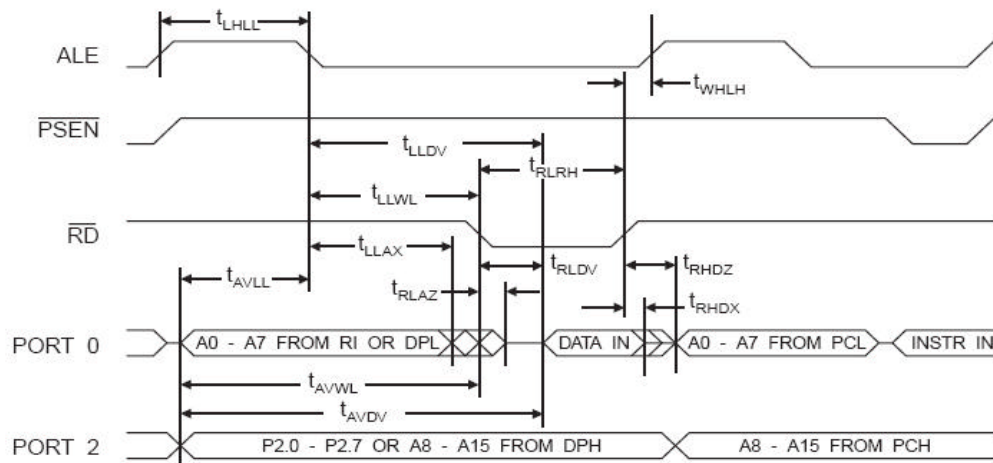 tLHLL
ALE
tWHLH
PSEN
tLLDV
tRLRH
tLLWL
RD
tLLAX
tRLDV
tRHDZ
tAVLL
tRLAZ
tRHDX
PORT 0
A0 - A7 FROM RI OR DPL
DATA IN
A0 - A7 FROM PCL
INSTR IN
tAVWL
tAVDV
PORT 2
P2.0 - P2.7 OR A8 - A15 FROM DPH
A8 - A15 FROM PCH